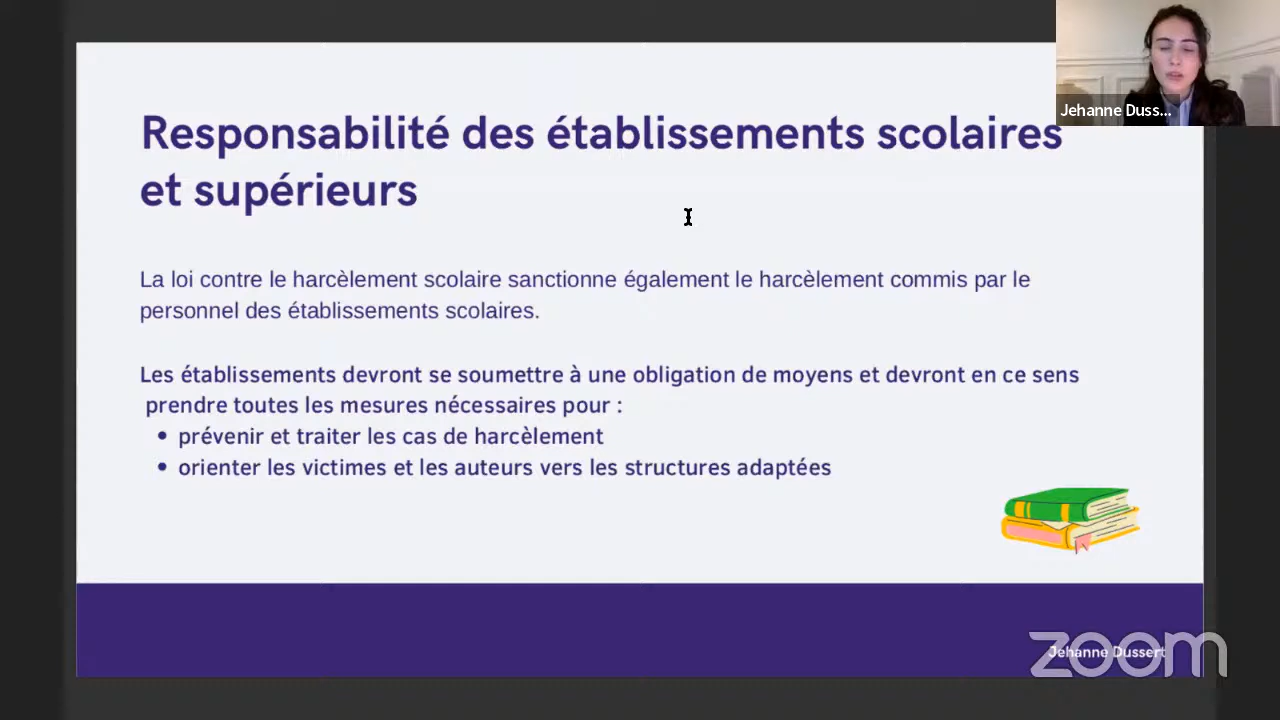 Jehanne Duss...
Responsabilité des établissements scolaires
et supérieurs
La loi contre le harcèlement scolaire sanctionne également le harcèlement commis par le
personnel des établissements scolaires.
Les établissements devront se soumettre à une obligation de moyens et devront en ce sens
prendre toutes les mesures nécessaires pour :
• prévenir et traiter les cas de harcèlement
• orienter les victimes et les auteurs vers les structures adaptées
Jehanne Dussert
zoom